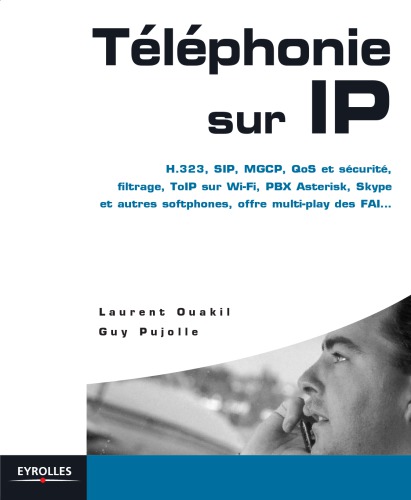 Téléphonie
sur IP
H.323, SIP, MGCP, QoS et sécurité,
filtrage, ToIP sur Wi-Fi, PBX Asterisk, Skype
et autres softphones, offre multi-play des FAI...
Laurent Ouakil
Guy Pujolle
EYROLLES